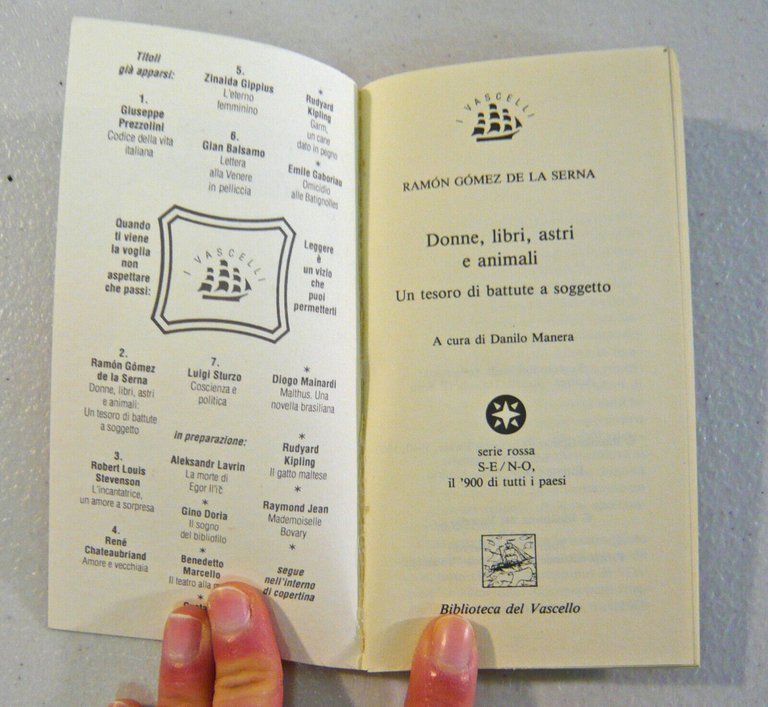 Titoli
già apparsi:
1.
Giuseppe
Prezzolini
Codice della vita
italiana
5.
Zinaida Gippius
L'eterno
femminino
6.
Gian Balsamo
Lettera
alla Venere
in pelliccia
*
Rudyard
Kipling
Garm,
un cane
dato in pegno
*
Emile Gaboriau
Omicidio
alle Batignolles
Quando
ti viene
la voglia
non
aspettare
che passi:
I VASCELLI
Leggere
è un vizio
che
puoi
permetterti
2.
Ramón Gómez
de la Serna
Donne, libri, astri
e animali:
Un tesoro di battute
a soggetto
3.
Robert Louis
Stevenson
L'incantatrice,
un amore a sorpresa
4.
René
Chateaubriand
Amore e vecchiaia
7.
Luigi Sturzo
Coscienza e
politica
in preparazione:
Aleksandr Lavrin
La morte di
Egor Il'ič
*
Gino Doria
Il sogno
del bibliofilo
*
Benedetto
Marcello
Il teatro alla
*
Diogo Mainardi
Malthus. Una
novella brasiliana
*
Rudyard
Kipling
Il gatto maltese
*
Raymond Jean
Mademoiselle
Bovary
*
segue
nell'interno
di copertina
I VASCELLI
RAMÓN GÓMEZ DE LA SERNA
Donne, libri, astri
e animali
Un tesoro di battute a soggetto
A cura di Danilo Manera
serie rossa
S-E/N-O,
il '900 di tutti i paesi
Biblioteca del Vascello